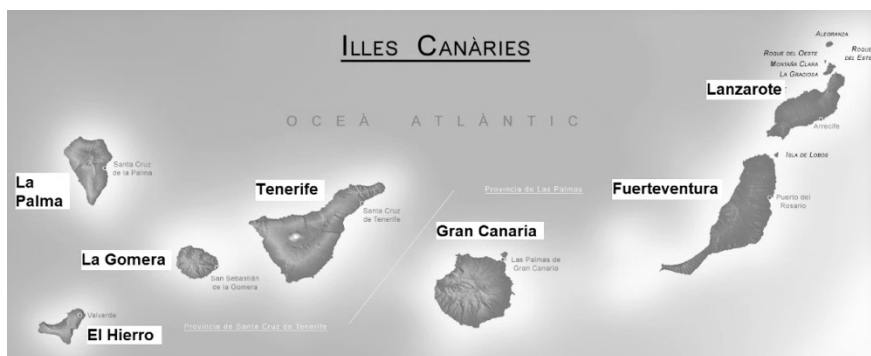 ILLES CANÀRIES
ALEGRANZA
ROQUE DEL OESTE
ROQUE
DEL ESTE
MONTAÑA CLARA
LA GRACIOSA
Lanzarote
Arrecife
OCEÀ ATLÀNTIC
ISLA DE LOBOS
La
Palma
Santa Cruz
de la Palma
Tenerife
Santa Cruz
de Tenerife
Provincia de Las Palmas
Fuerteventura
Puerto del
Rosario
Gran Canaria
Las Palmas de
Gran Canaria
La Gomera
San Sebastián
de la Gomera
Valverde
El Hierro
Provincia de Santa Cruz de Tenerife